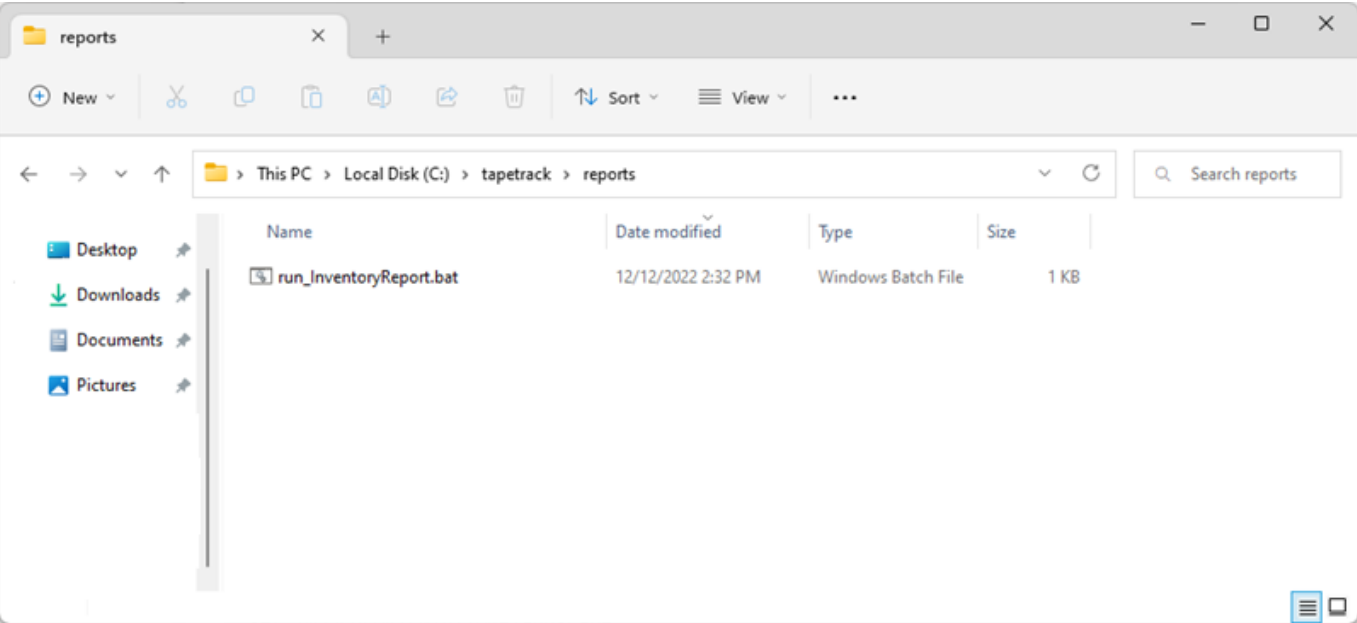 reports
New
Sort
View
This PC > Local Disk (C:) > tapetrack > reports
Search reports
Name Date modified Type Size
Desktop
run_InventoryReport.bat 12/12/2022 2:32 PM Windows Batch File 1 KB
Downloads
Documents
Pictures